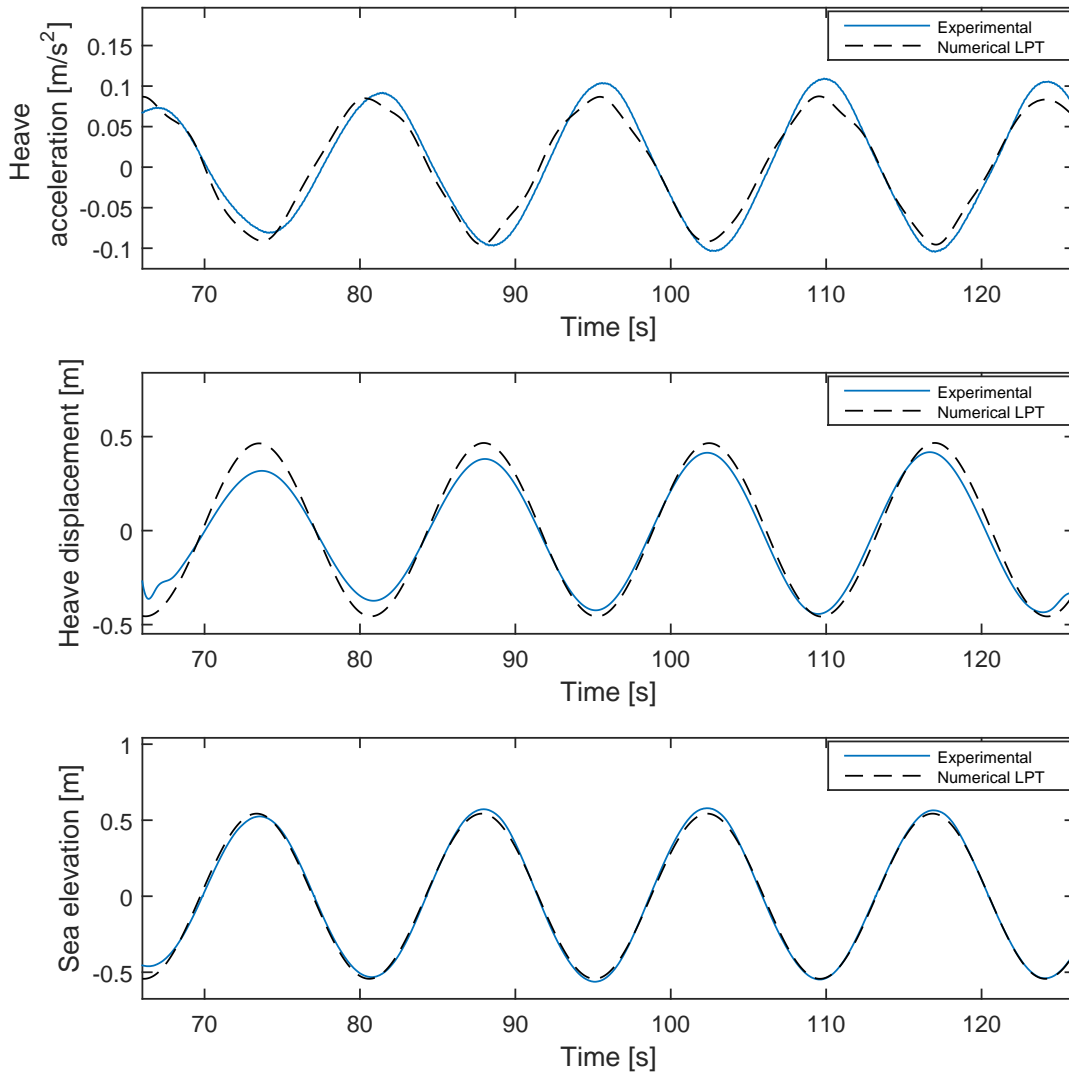 Heave
acceleration [m/s²]
0.15
0.1
0.05
0
-0.05
-0.1
Experimental
Numerical LPT
70 80 90 100 110 120
Time [s]
Heave displacement [m]
0.5
0
-0.5
Experimental
Numerical LPT
70 80 90 100 110 120
Time [s]
Sea elevation [m]
1
0.5
0
-0.5
Experimental
Numerical LPT
70 80 90 100 110 120
Time [s]